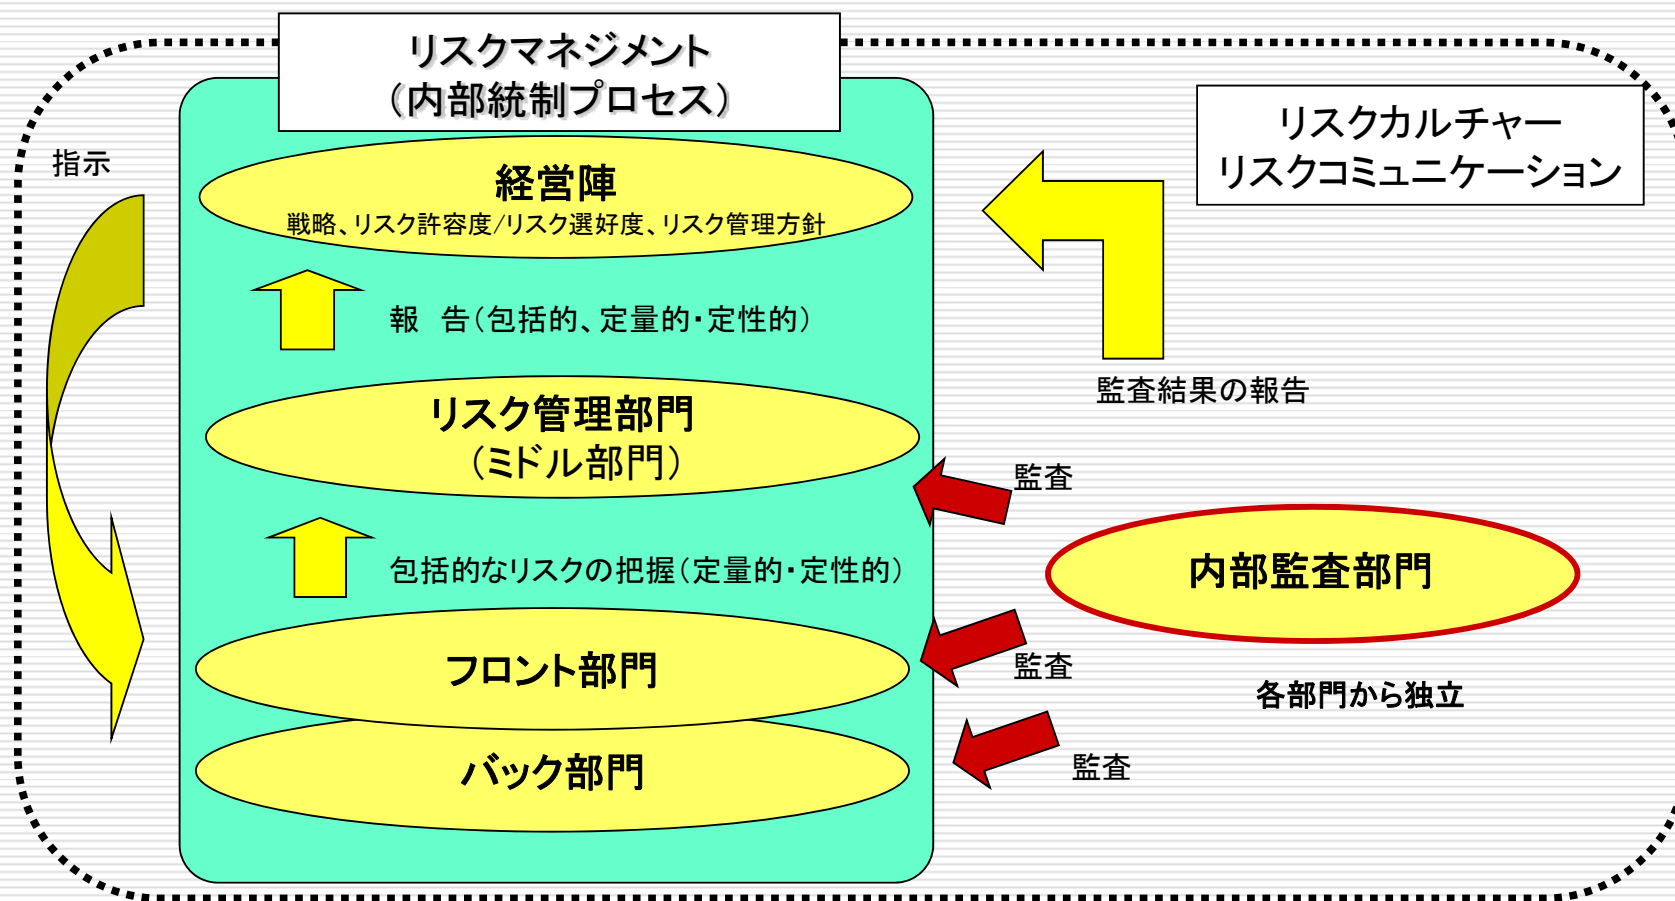 リスクマネジメント
（内部統制プロセス）
リスクカルチャー
リスクコミュニケーション
指示
経営陣
戦略、リスク許容度/リスク選好度、リスク管理方針
報　告（包括的、定量的・定性的）
監査結果の報告
リスク管理部門
（ミドル部門）
監査
包括的なリスクの把握（定量的・定性的）
内部監査部門
フロント部門
監査
各部門から独立
バック部門
監査